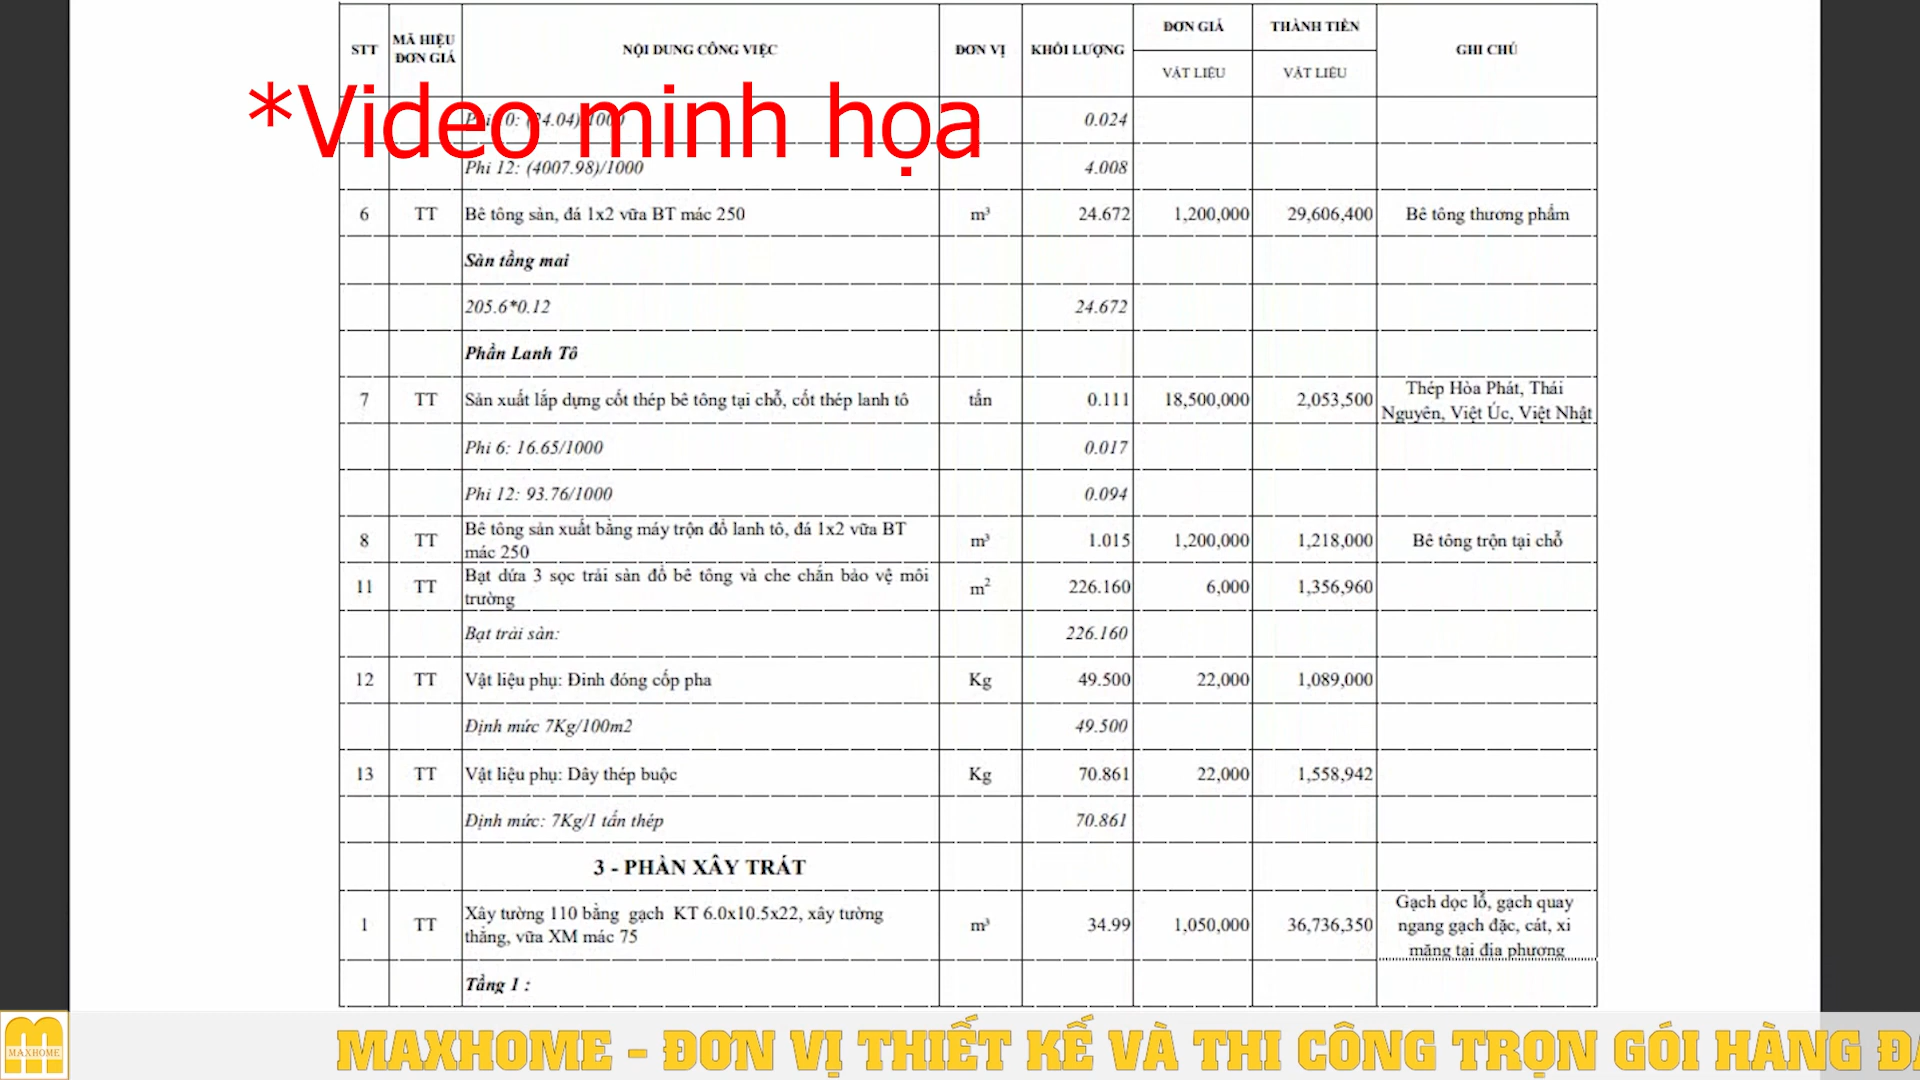 STT MÃ HIỆU ĐƠN GIÁ NỘI DUNG CÔNG VIỆC ĐƠN VỊ KHỐI LƯỢNG ĐƠN GIÁ THÀNH TIỀN GHI CHÚ
VẬT LIỆU VẬT LIỆU
*Video minh họa
0.024
Phi 12: (4007.98)/1000 4.008
6 TT Bê tông sàn, đá 1x2 vữa BT mác 250 m³ 24.672 1,200,000 29,606,400 Bê tông thương phẩm
Sàn tầng mai
205.6*0.12 24.672
Phần Lanh Tô
7 TT Sản xuất lắp dựng cốt thép bê tông tại chỗ, cốt thép lanh tô tấn 0.111 18,500,000 2,053,500 Thép Hòa Phát, Thái
Nguyên, Việt Úc, Việt Nhật
Phi 6: 16.65/1000 0.017
Phi 12: 93.76/1000 0.094
8 TT Bê tông sản xuất bằng máy trộn đổ lanh tô, đá 1x2 vữa BT
mác 250 m³ 1.015 1,200,000 1,218,000 Bê tông trộn tại chỗ
11 TT Bạt dứa 3 sọc trải sàn đổ bê tông và che chắn bảo vệ môi
trường m² 226.160 6,000 1,356,960
Bạt trải sàn: 226.160
12 TT Vật liệu phụ: Đinh đóng cốp pha Kg 49.500 22,000 1,089,000
Định mức 7Kg/100m2 49.500
13 TT Vật liệu phụ: Dây thép buộc Kg 70.861 22,000 1,558,942
Định mức: 7Kg/1 tấn thép 70.861
3 - PHẦN XÂY TRÁT
1 TT Xây tường 110 bằng gạch KT 6.0x10.5x22, xây tường
thẳng, vữa XM mác 75 m³ 34.99 1,050,000 36,736,350 Gạch dọc lỗ, gạch quay
ngang gạch đặc, cát, xi
măng tại địa phương
Tầng 1 :
MAXHOME
MAXHOME - ĐƠN VỊ THIẾT KẾ VÀ THI CÔNG TRỌN GÓI HÀNG ĐẦ